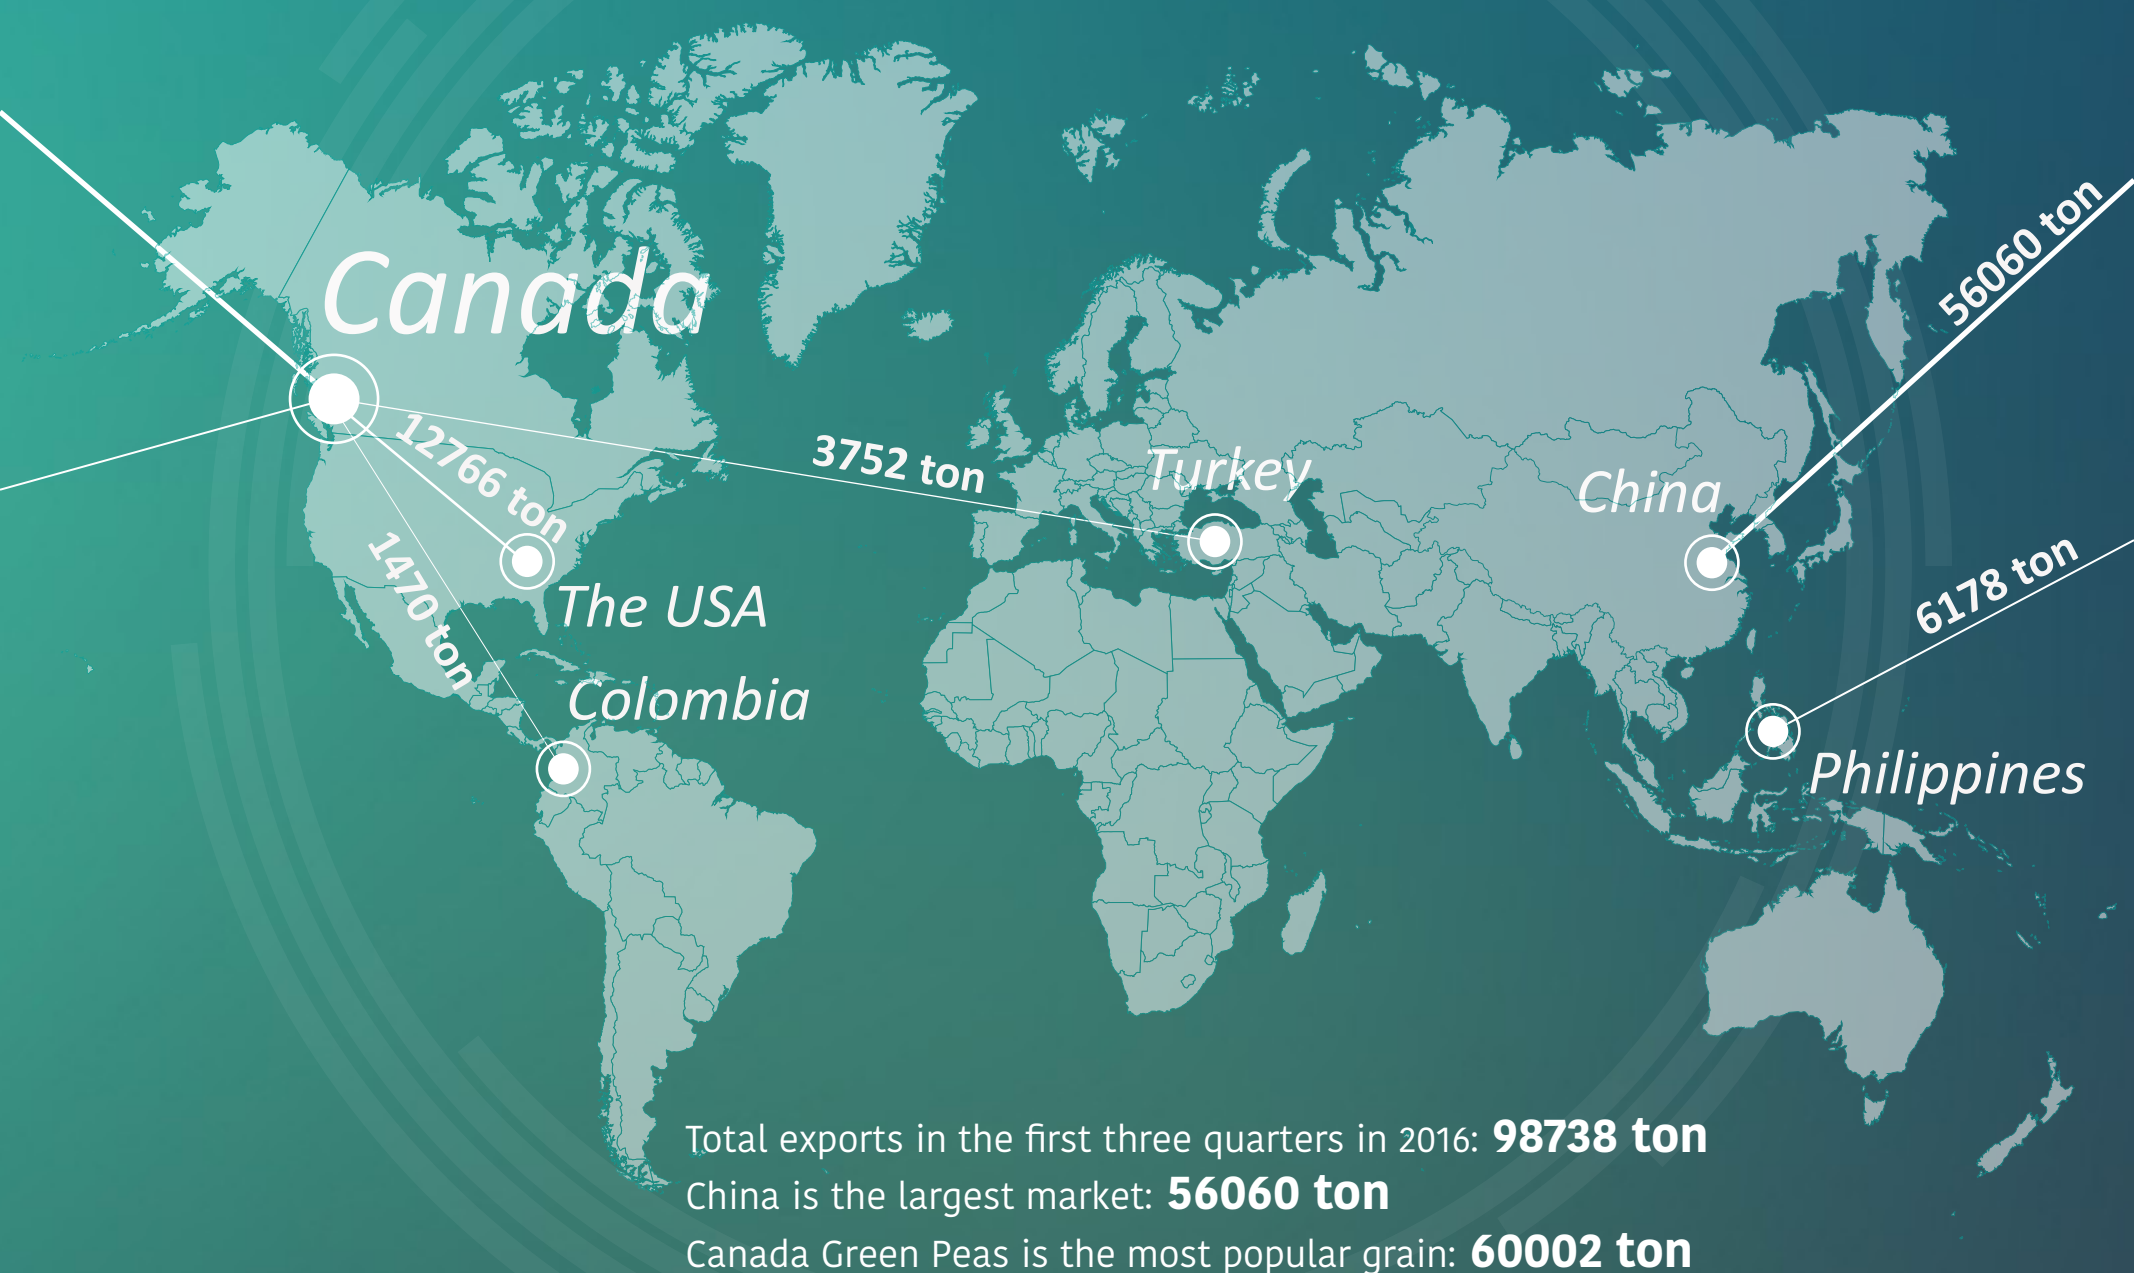 Canada
56060 ton
12766 ton
3752 ton
Turkey
China
1470 ton
6178 ton
The USA
Colombia
Philippines
Total exports in the first three quarters in 2016: 98738 ton
China is the largest market: 56060 ton
Canada Green Peas is the most popular grain: 60002 ton